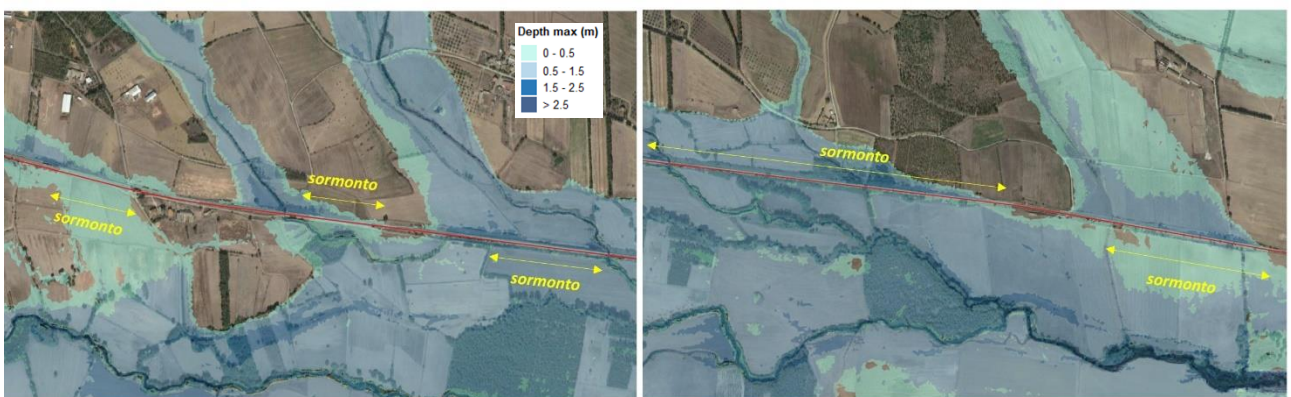 Depth max (m)
0 - 0.5
0.5 - 1.5
1.5 - 2.5
> 2.5
sormonto
sormonto
sormonto
sormonto
sormonto